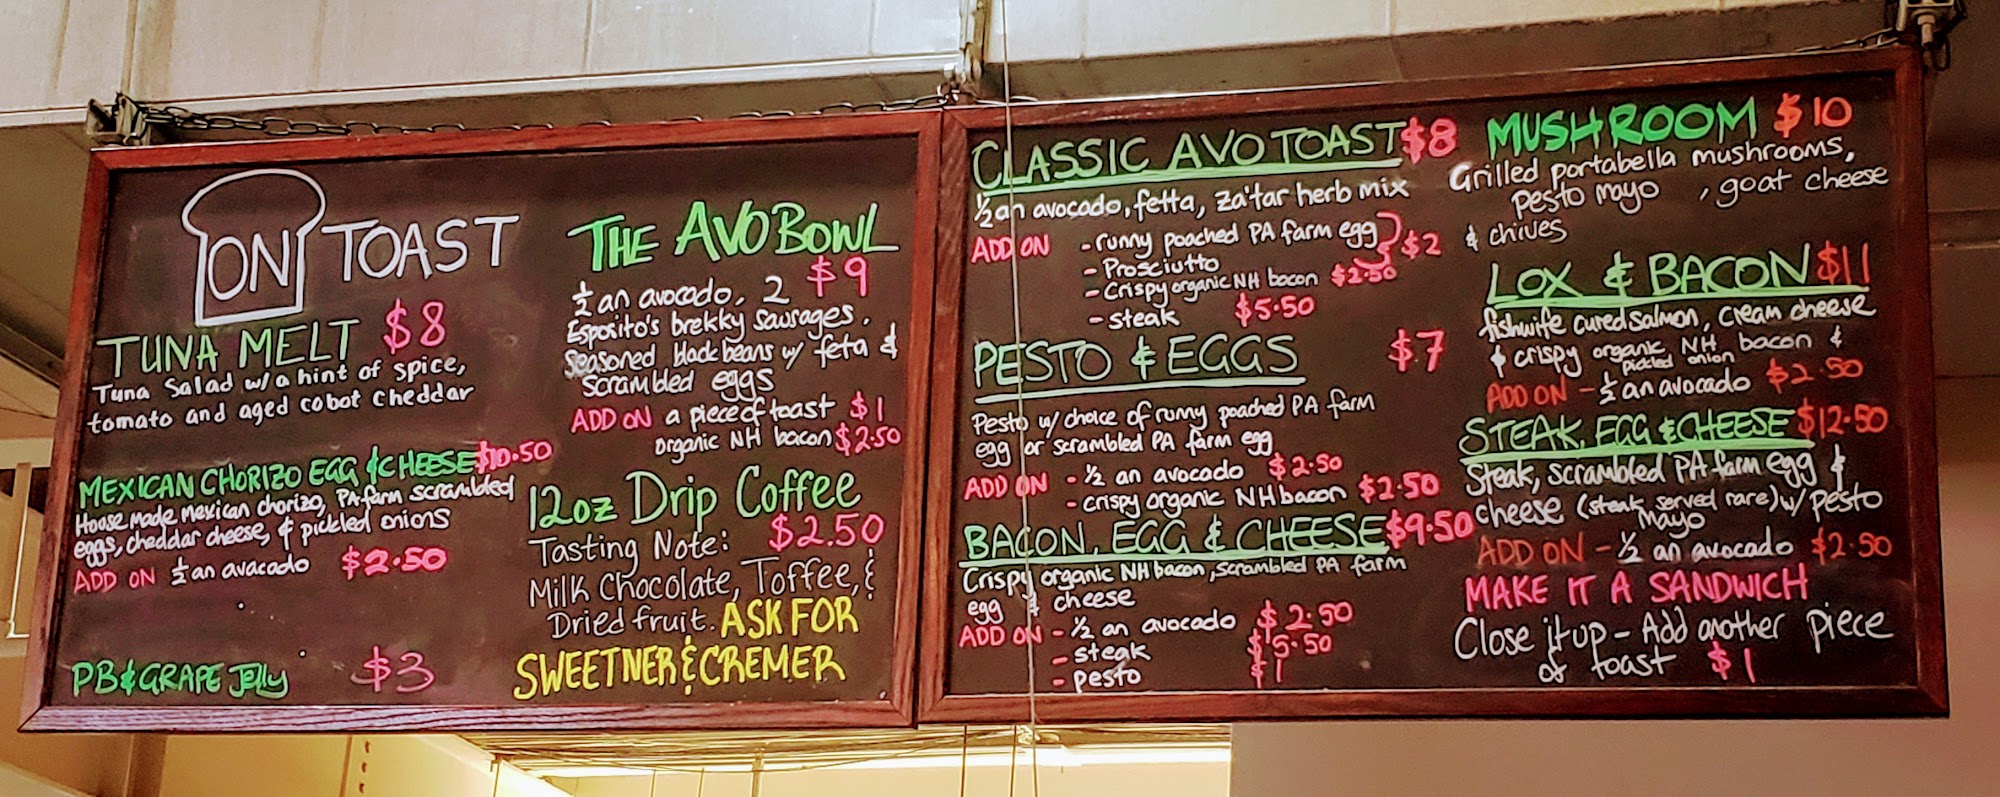 ON TOAST
TUNA MELT $8
Tuna Salad w/ a hint of spice,
tomato and aged cobot cheddar
MEXICAN CHORIZO EGG & CHEESE $10.50
House made mexican chorizo, PA farm scrambled
eggs, cheddar cheese, & pickled onions
ADD ON ½ an avacado $2.50
PB & GRAPE Jelly $3
THE AVO BOWL
$9
½ an avocado, 2
Esposito's brekky sausages.
Seasoned black beans w/ feta &
scrambled eggs
ADD ON a piece of toast $1
organic NH bacon $2.50
12oz Drip Coffee
Tasting Note: $2.50
Milk Chocolate, Toffee, &
Dried fruit. ASK FOR
SWEETNER & CREMER
CLASSIC AVO TOAST $8
½ an avocado, fetta, za'tar herb mix
ADD ON - runny poached PA farm egg } $2
- Prosciutto
- Crispy organic NH bacon $2.50
- steak $5.50
PESTO & EGGS $7
Pesto w/ choice of runny poached PA farm
egg or scrambled PA farm egg
ADD ON - ½ an avocado $2.50
- crispy organic NH bacon $2.50
BACON, EGG & CHEESE $9.50
Crispy organic NH bacon, scrambled PA farm
egg & cheese
ADD ON - ½ an avocado $2.50
- steak $5.50
- pesto $1
MUSHROOM $10
Grilled portabella mushrooms,
pesto mayo , goat cheese
& chives
LOX & BACON $11
fishwife cured salmon, cream cheese
& crispy organic NH bacon &
pickled onion
ADD ON - ½ an avocado $2.50
STEAK, EGG & CHEESE $12.50
Steak, scrambled PA farm egg &
cheese (steak served rare) w/ pesto
Mayo
ADD ON - ½ an avocado $2.50
MAKE IT A SANDWICH
Close it up - Add another piece
of toast $1